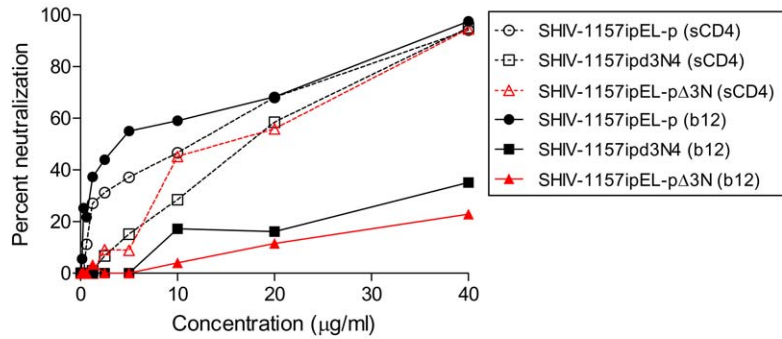 100
80
60
40
20
0
Percent neutralization
0
10
20
30
40
Concentration (μg/ml)
SHIV-1157ipEL-p (sCD4)
SHIV-1157ipd3N4 (sCD4)
SHIV-1157ipEL-pΔ3N (sCD4)
SHIV-1157ipEL-p (b12)
SHIV-1157ipd3N4 (b12)
SHIV-1157ipEL-pΔ3N (b12)